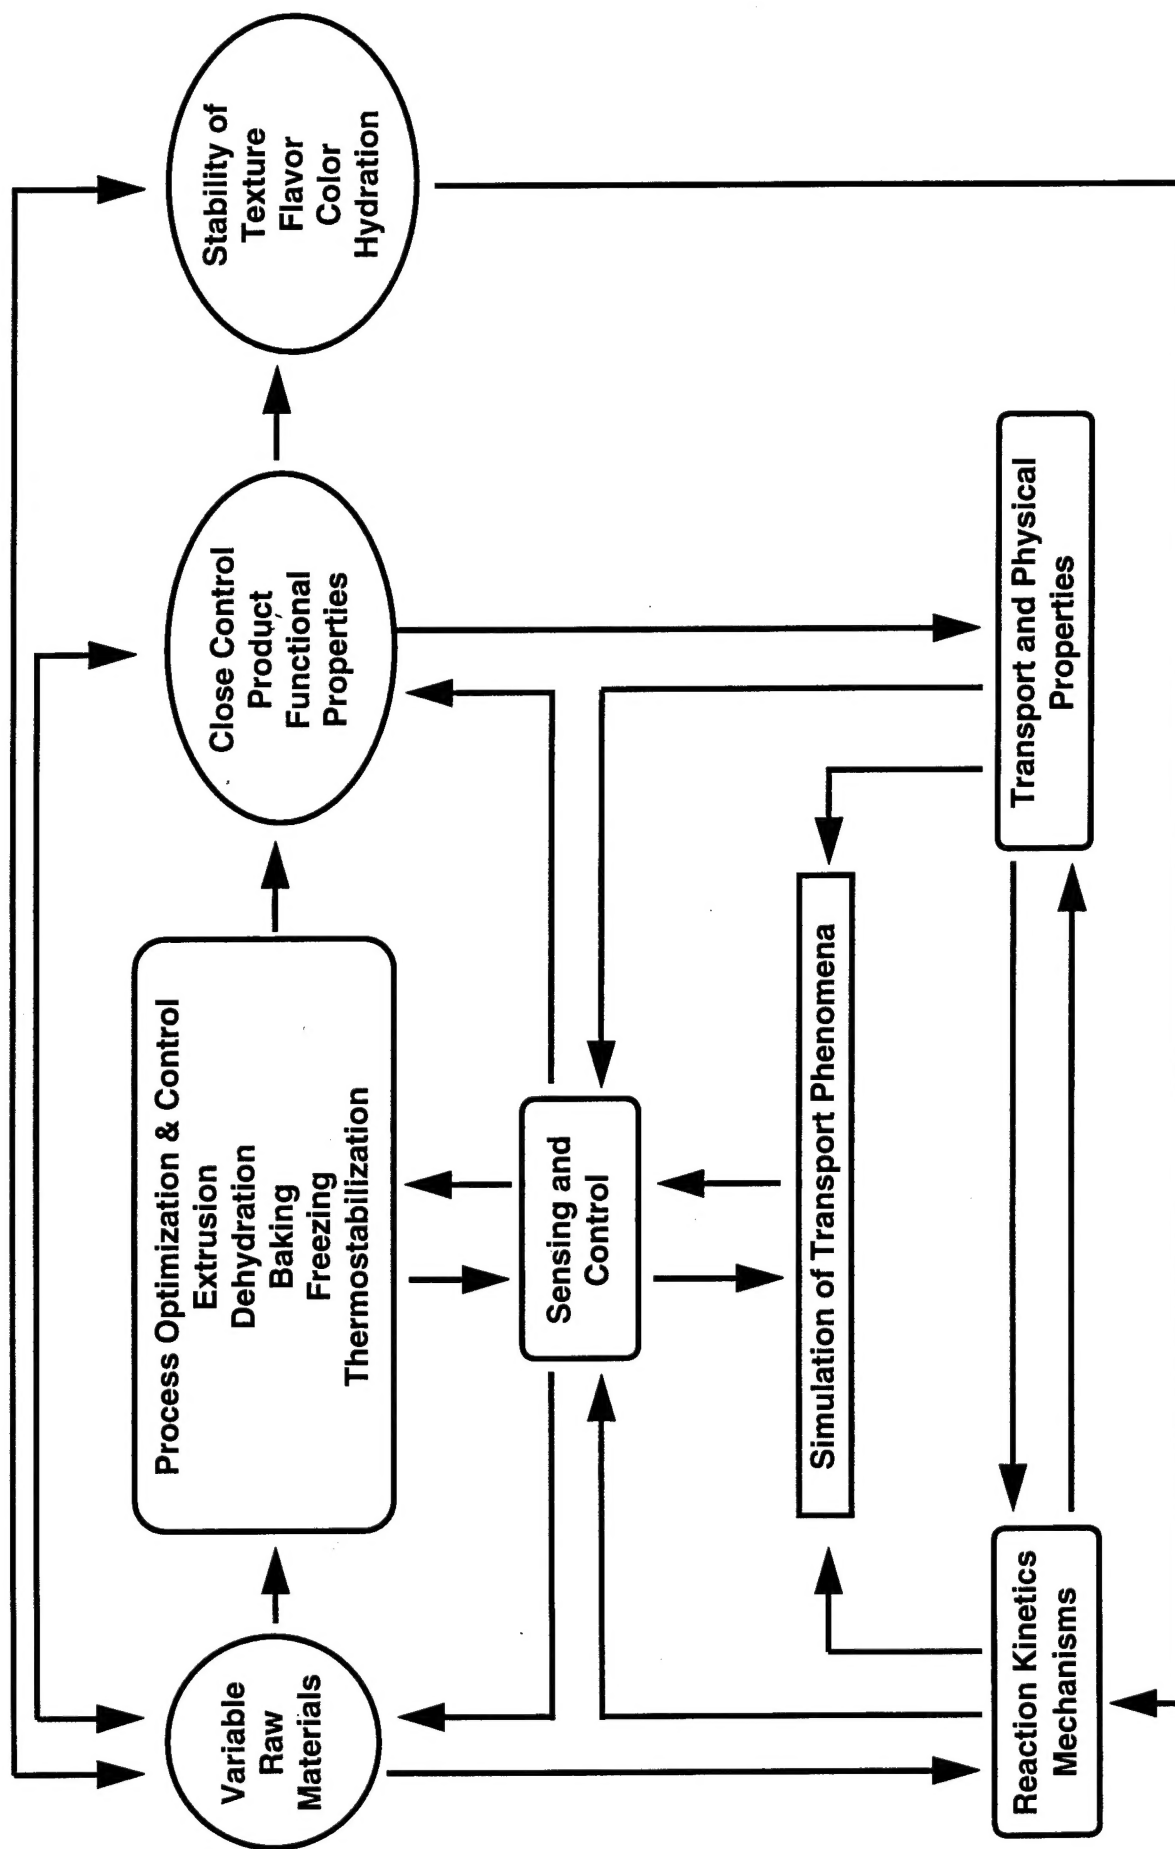 Variable
Raw
Materials
Process Optimization & Control
Extrusion
Dehydration
Baking
Freezing
Thermostabilization
Close Control
Product
Functional
Properties
Stability of
Texture
Flavor
Color
Hydration
Sensing and
Control
Simulation of Transport Phenomena
Reaction Kinetics
Mechanisms
Transport and Physical
Properties